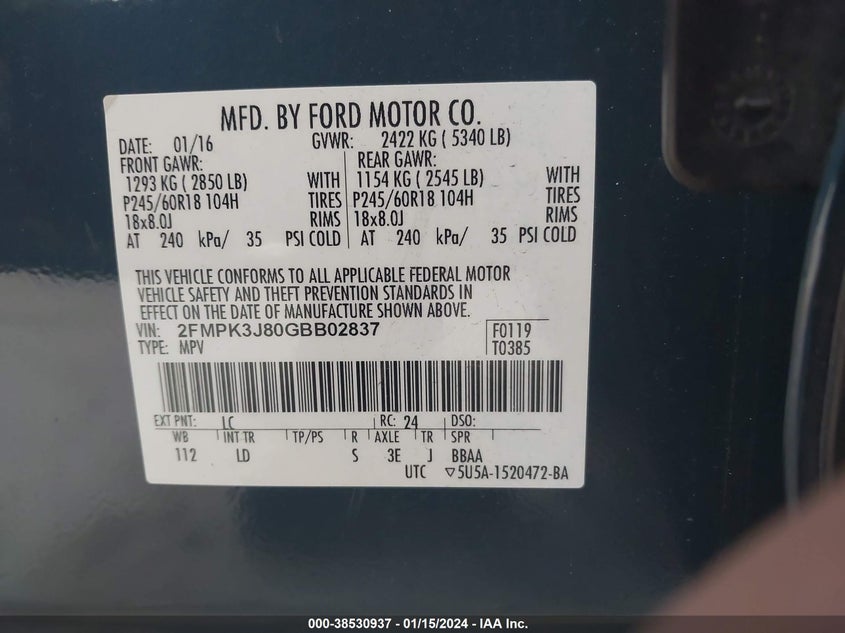 MFD. BY FORD MOTOR CO.
DATE: 01/16 GVWR: 2422 KG ( 5340 LB)
FRONT GAWR: REAR GAWR:
1293 KG ( 2850 LB) WITH 1154 KG ( 2545 LB) WITH
P245/60R18 104H TIRES P245/60R18 104H TIRES
18x8.0J RIMS 18x8.0J RIMS
AT 240 kPa/ 35 PSI COLD AT 240 kPa/ 35 PSI COLD
THIS VEHICLE CONFORMS TO ALL APPLICABLE FEDERAL MOTOR
VEHICLE SAFETY AND THEFT PREVENTION STANDARDS IN
EFFECT ON THE DATE OF MANUFACTURE SHOWN ABOVE.
VIN: 2FMPK3J80GBB02837 F0119
TYPE: MPV T0385
EXT PNT: LC RC: 24 DSO:
WB INT TR TP/PS R AXLE TR SPR
112 LD S 3E J BBAA
UTC ▽5U5A-1520472-BA
000-38530937 - 01/15/2024 - IAA Inc.